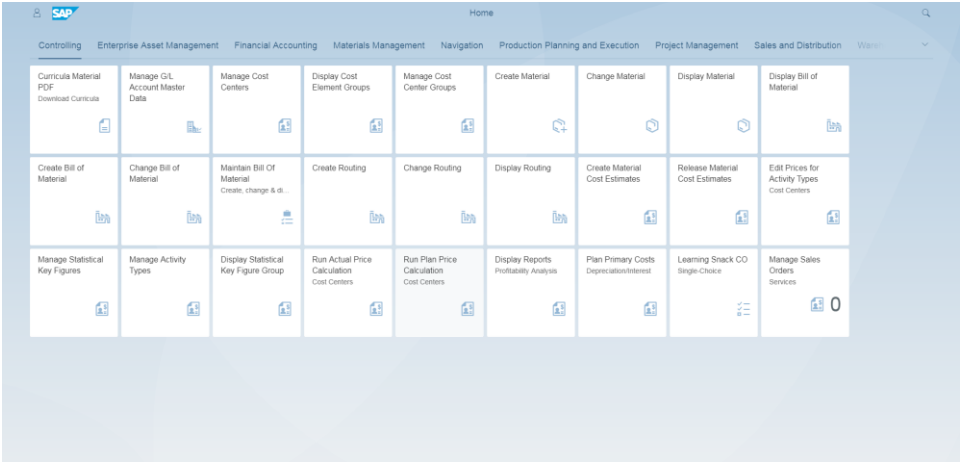 SAP
Home
Controlling Enterprise Asset Management Financial Accounting Materials Management Navigation Production Planning and Execution Project Management Sales and Distribution
Curricula Material
PDF
Download Curricula
Manage G/L
Account Master
Data
Manage Cost
Centers
Display Cost
Element Groups
Manage Cost
Center Groups
Create Material
Change Material
Display Material
Display Bill of
Material
Create Bill of
Material
Change Bill of
Material
Maintain Bill Of
Material
Create, change & di...
Create Routing
Change Routing
Display Routing
Create Material
Cost Estimates
Release Material
Cost Estimates
Edit Prices for
Activity Types
Cost Centers
Manage Statistical
Key Figures
Manage Activity
Types
Display Statistical
Key Figure Group
Run Actual Price
Calculation
Cost Centers
Run Plan Price
Calculation
Cost Centers
Display Reports
Profitability Analysis
Plan Primary Costs
Depreciation/Interest
Learning Snack CO
Single-Choice
Manage Sales
Orders
Services
0